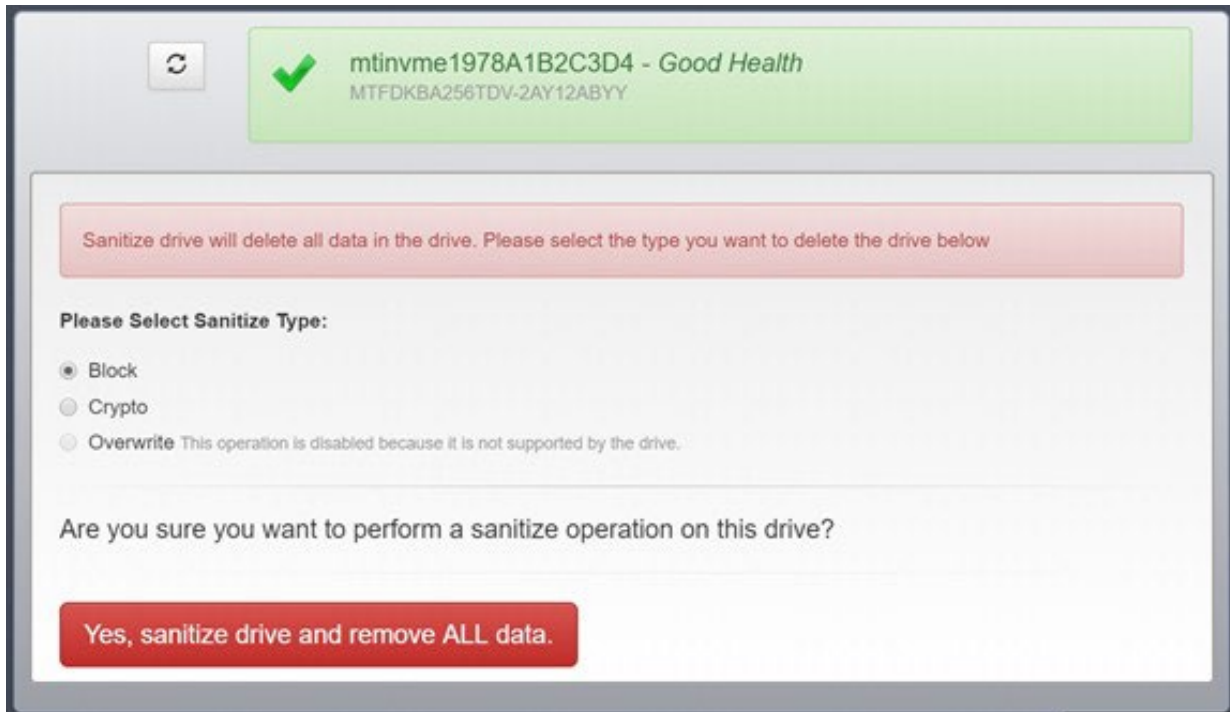 mtinvme1978A1B2C3D4 - Good Health
MTFDKBA256TDV-2AY12ABYY
Sanitize drive will delete all data in the drive. Please select the type you want to delete the drive below
Please Select Sanitize Type:
Block
Crypto
Overwrite This operation is disabled because it is not supported by the drive.
Are you sure you want to perform a sanitize operation on this drive?
Yes, sanitize drive and remove ALL data.